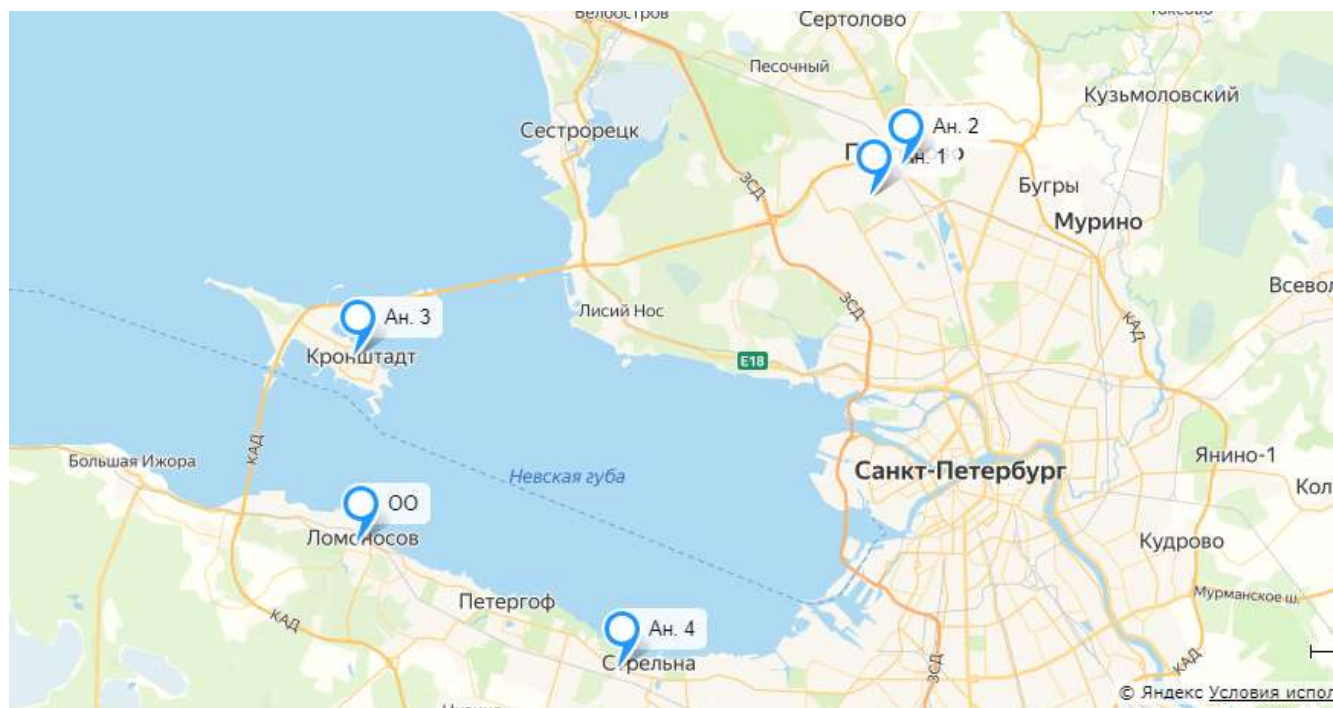 Белоостров
Сертолово
Токсово
Песочный
Кузьмоловский
Сестрорецк
Ан. 2
Ан. 1
ЗСД
Бугры
Мурино
Всевол
ЗСД
Лисий Нос
Ан. 3
КАД
Кронштадт
E18
КАД
Большая Ижора
Невская губа
Санкт-Петербург
Янино-1
Кол
ОО
Ломоносов
Кудрово
Петергоф
Мурманское ш.
КАД
Ан. 4
Стрельна
ЗСД
КАД
© Яндекс Условия испол